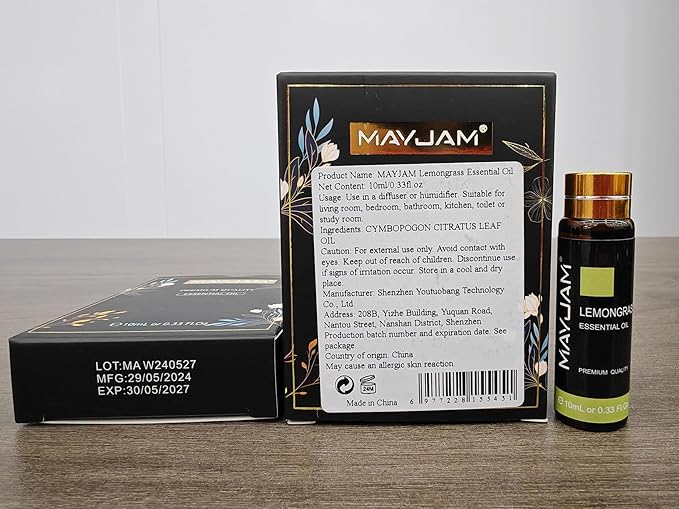 MAYJAM®
Product Name: MAYJAM Lemongrass Essential Oil
Net Content: 10ml/0.33fl.oz
Usage: Use in a diffuser or humidifier. Suitable for
living room, bedroom, bathroom, kitchen, toilet or
study room.
Ingredients: CYMBOPOGON CITRATUS LEAF
OIL
Caution: For external use only. Avoid contact with
eyes. Keep out of reach of children. Discontinue use
if signs of irritation occur. Store in a cool and dry
place.
Manufacturer: Shenzhen Youtuobang Technology
Co., Ltd.
Address: 208B, Yizhe Building, Yuquan Road,
Nantou Street, Nanshan District, Shenzhen
Production batch number and expiration date: See
package
Country of origin: China
May cause an allergic skin reaction.
24M
Made in China
6 977228 135451
ESSENTIAL OIL
℮10mL or 0.33 Fl.Oz
LOT:MA W240527
MFG:29/05/2024
EXP:30/05/2027
MAYJAM®
LEMONGRAS
ESSENTIAL OIL
PREMIUM QUALITY
℮10mL or 0.33 Fl.O